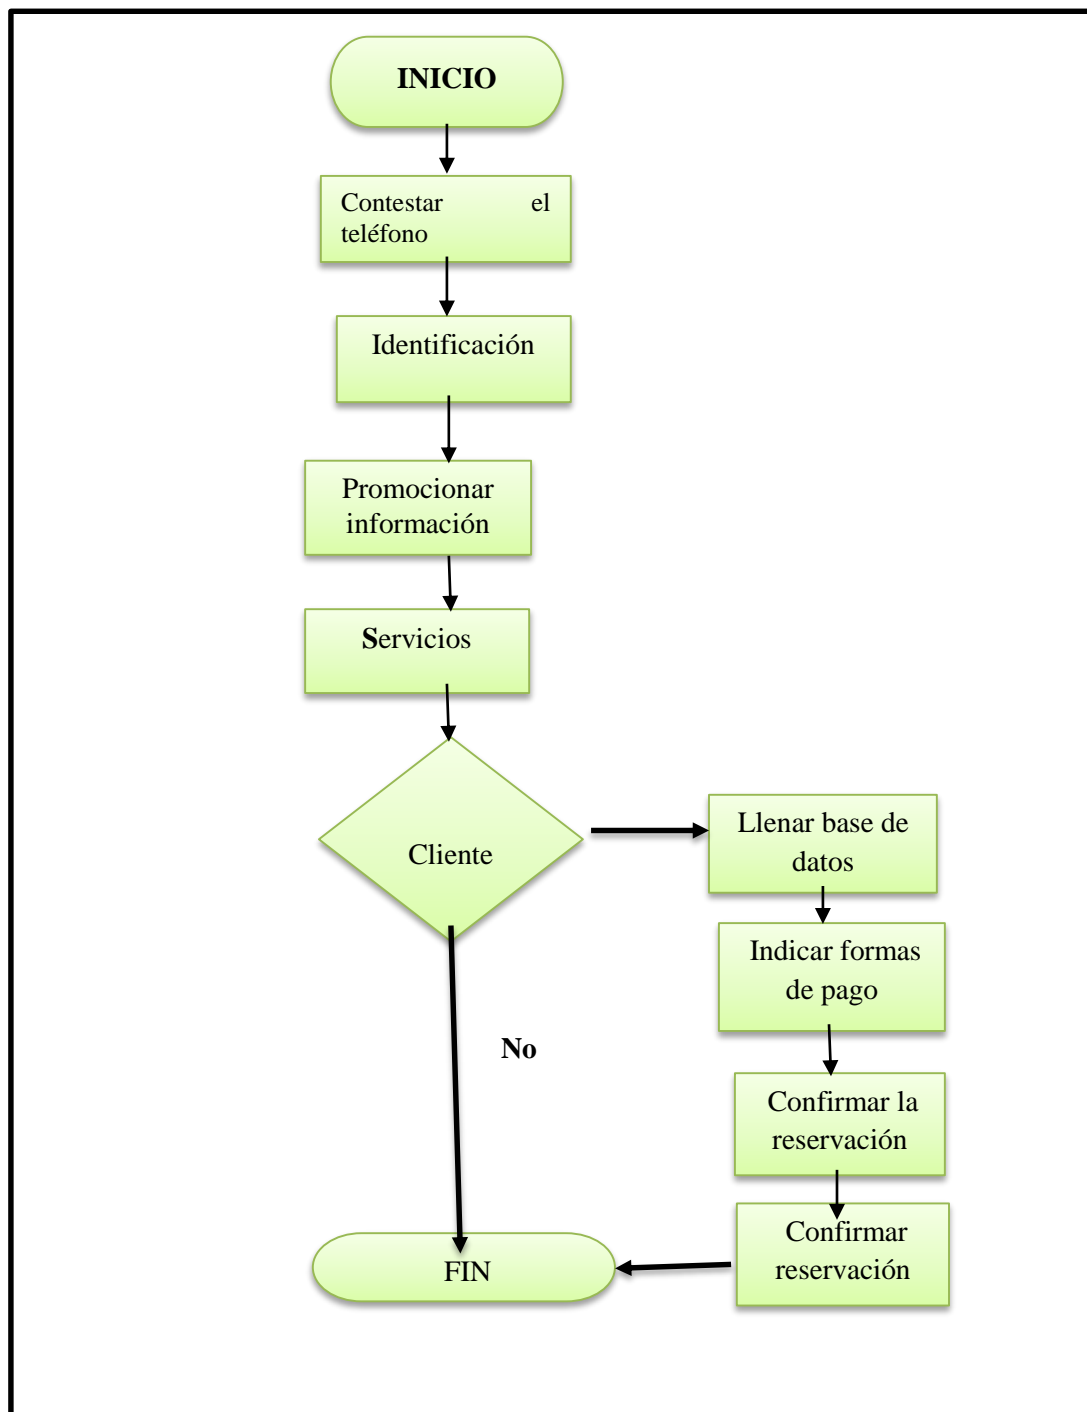 INICIO
Contestar el
teléfono
Identificación
Promocionar
información
Servicios
Cliente
Llenar base de
datos
Indicar formas
de pago
No
Confirmar la
reservación
Confirmar
reservación
FIN